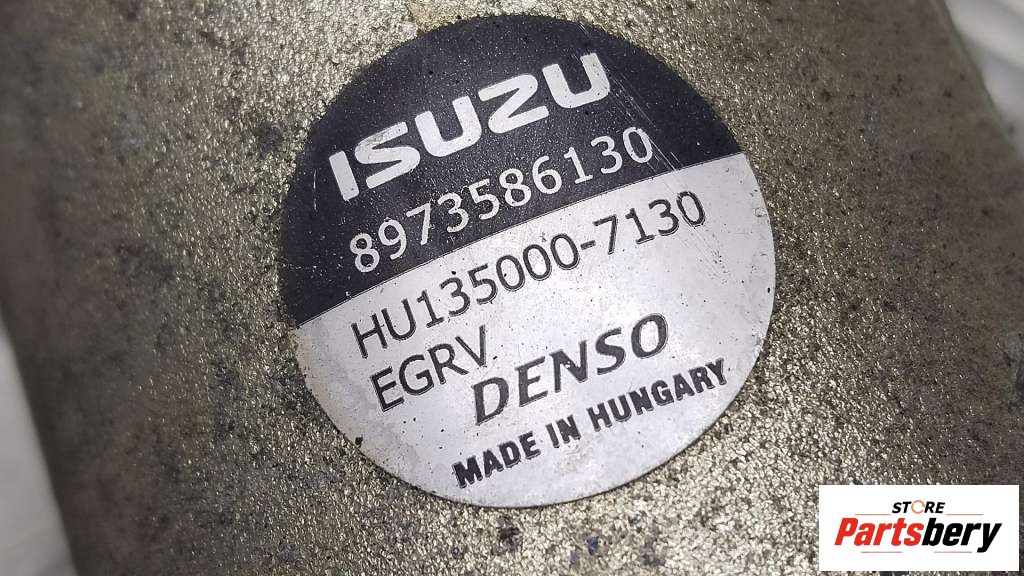 ISUZU
8973586130
HU135000-7130
EGRV
DENSO
MADE IN HUNGARY
STORE
Partsbery